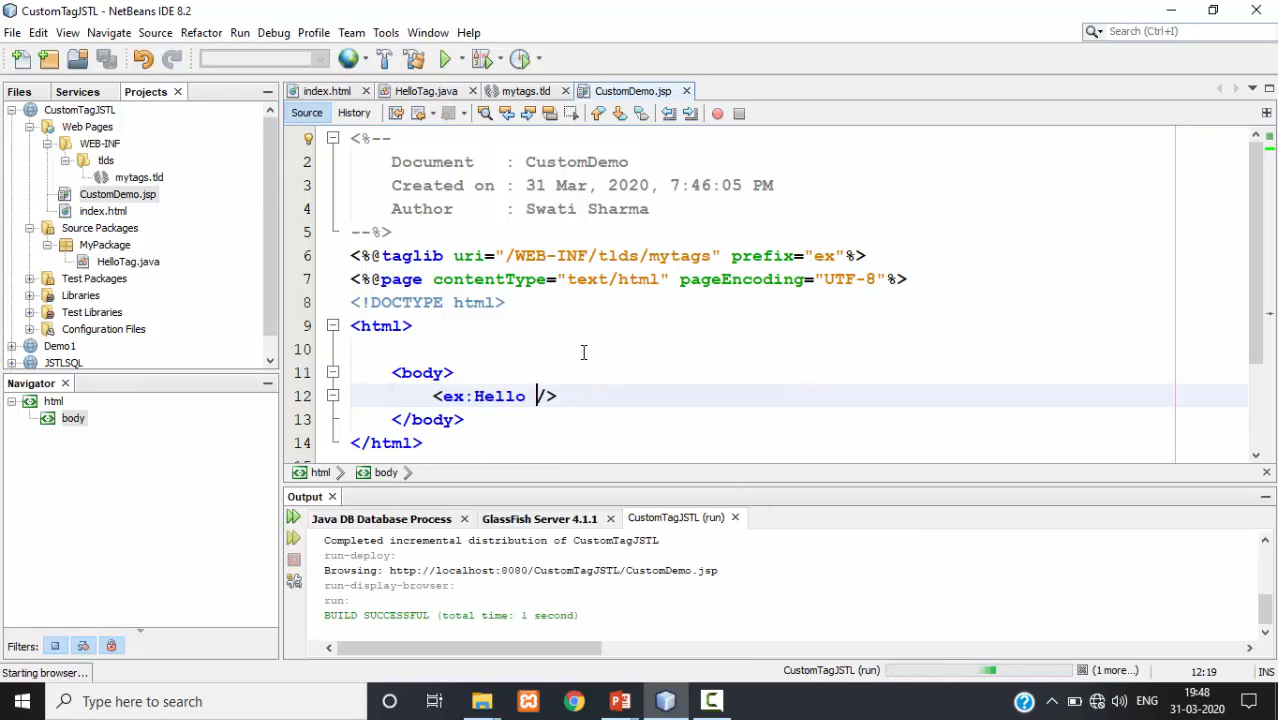 CustomTagJSTL - NetBeans IDE 8.2
File Edit View Navigate Source Refactor Run Debug Profile Team Tools Window Help
Search (Ctrl+I)
Files Services Projects
index.html HelloTag.java mytags.tld CustomDemo.jsp
Source History
CustomTagJSTL
Web Pages
WEB-INF
tlds
mytags.tld
CustomDemo.jsp
index.html
Source Packages
MyPackage
HelloTag.java
Test Packages
Libraries
Test Libraries
Configuration Files
Demo1
JSTLSQL
<%--
2 Document : CustomDemo
3 Created on : 31 Mar, 2020, 7:46:05 PM
4 Author : Swati Sharma
5 --%>
6 <%@taglib uri="/WEB-INF/tlds/mytags" prefix="ex"%>
7 <%@page contentType="text/html" pageEncoding="UTF-8"%>
8 <!DOCTYPE html>
9 <html>
10
11 <body>
12 <ex:Hello />
13 </body>
14 </html>
html body
Navigator
html
body
Filters:
Output
Java DB Database Process GlassFish Server 4.1.1 CustomTagJSTL (run)
Completed incremental distribution of CustomTagJSTL
run-deploy:
Browsing: http://localhost:8080/CustomTagJSTL/CustomDemo.jsp
run-display-browser:
run:
BUILD SUCCESSFUL (total time: 1 second)
Starting browser... CustomTagJSTL (run) (1 more...) 12:19 INS
Type here to search
ENG
19:48
31-03-2020